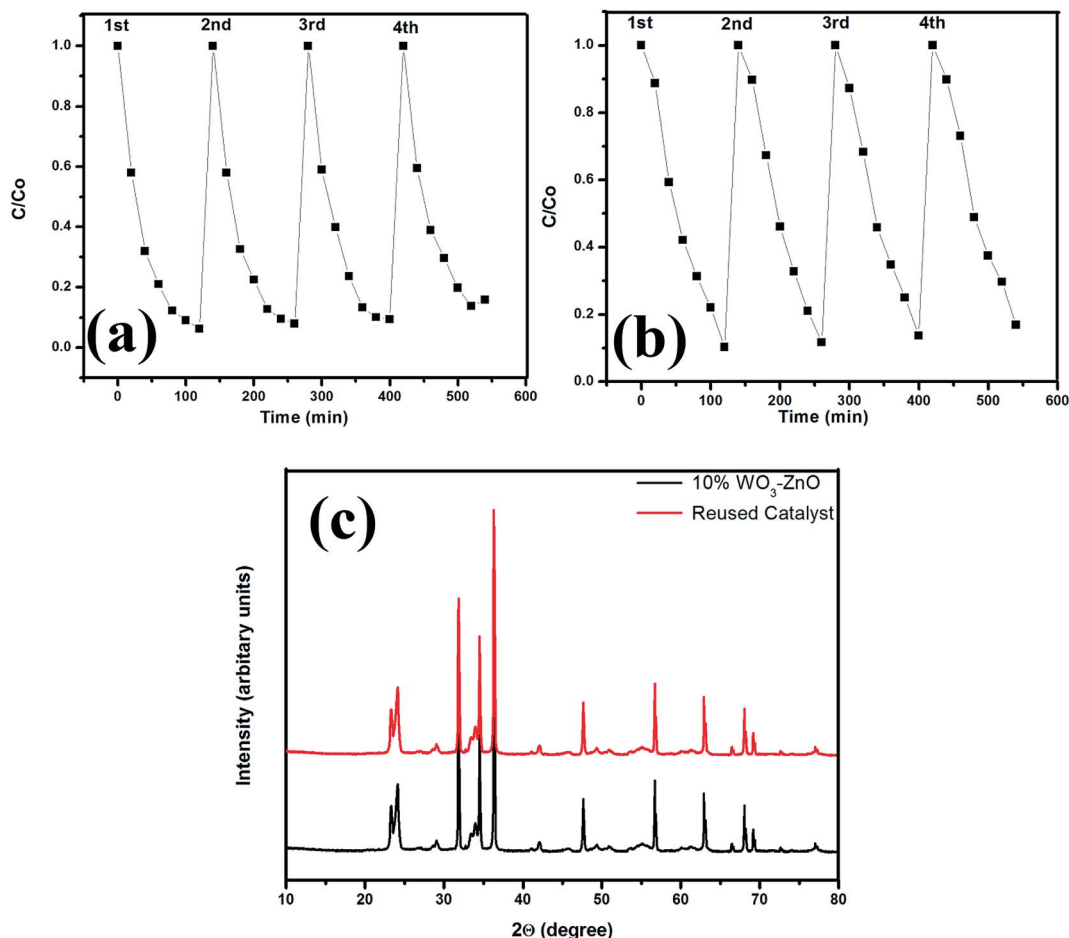 1st 2nd 3rd 4th
1.0
0.8
0.6
0.4
0.2
0.0
C/Co
(a)
0 100 200 300 400 500 600
Time (min)
1st 2nd 3rd 4th
1.0
0.8
0.6
0.4
0.2
0.0
C/Co
(b)
0 100 200 300 400 500 600
Time (min)
(c)
10% WO₃-ZnO
Reused Catalyst
Intensity (arbitary units)
10 20 30 40 50 60 70 80
2Θ (degree)